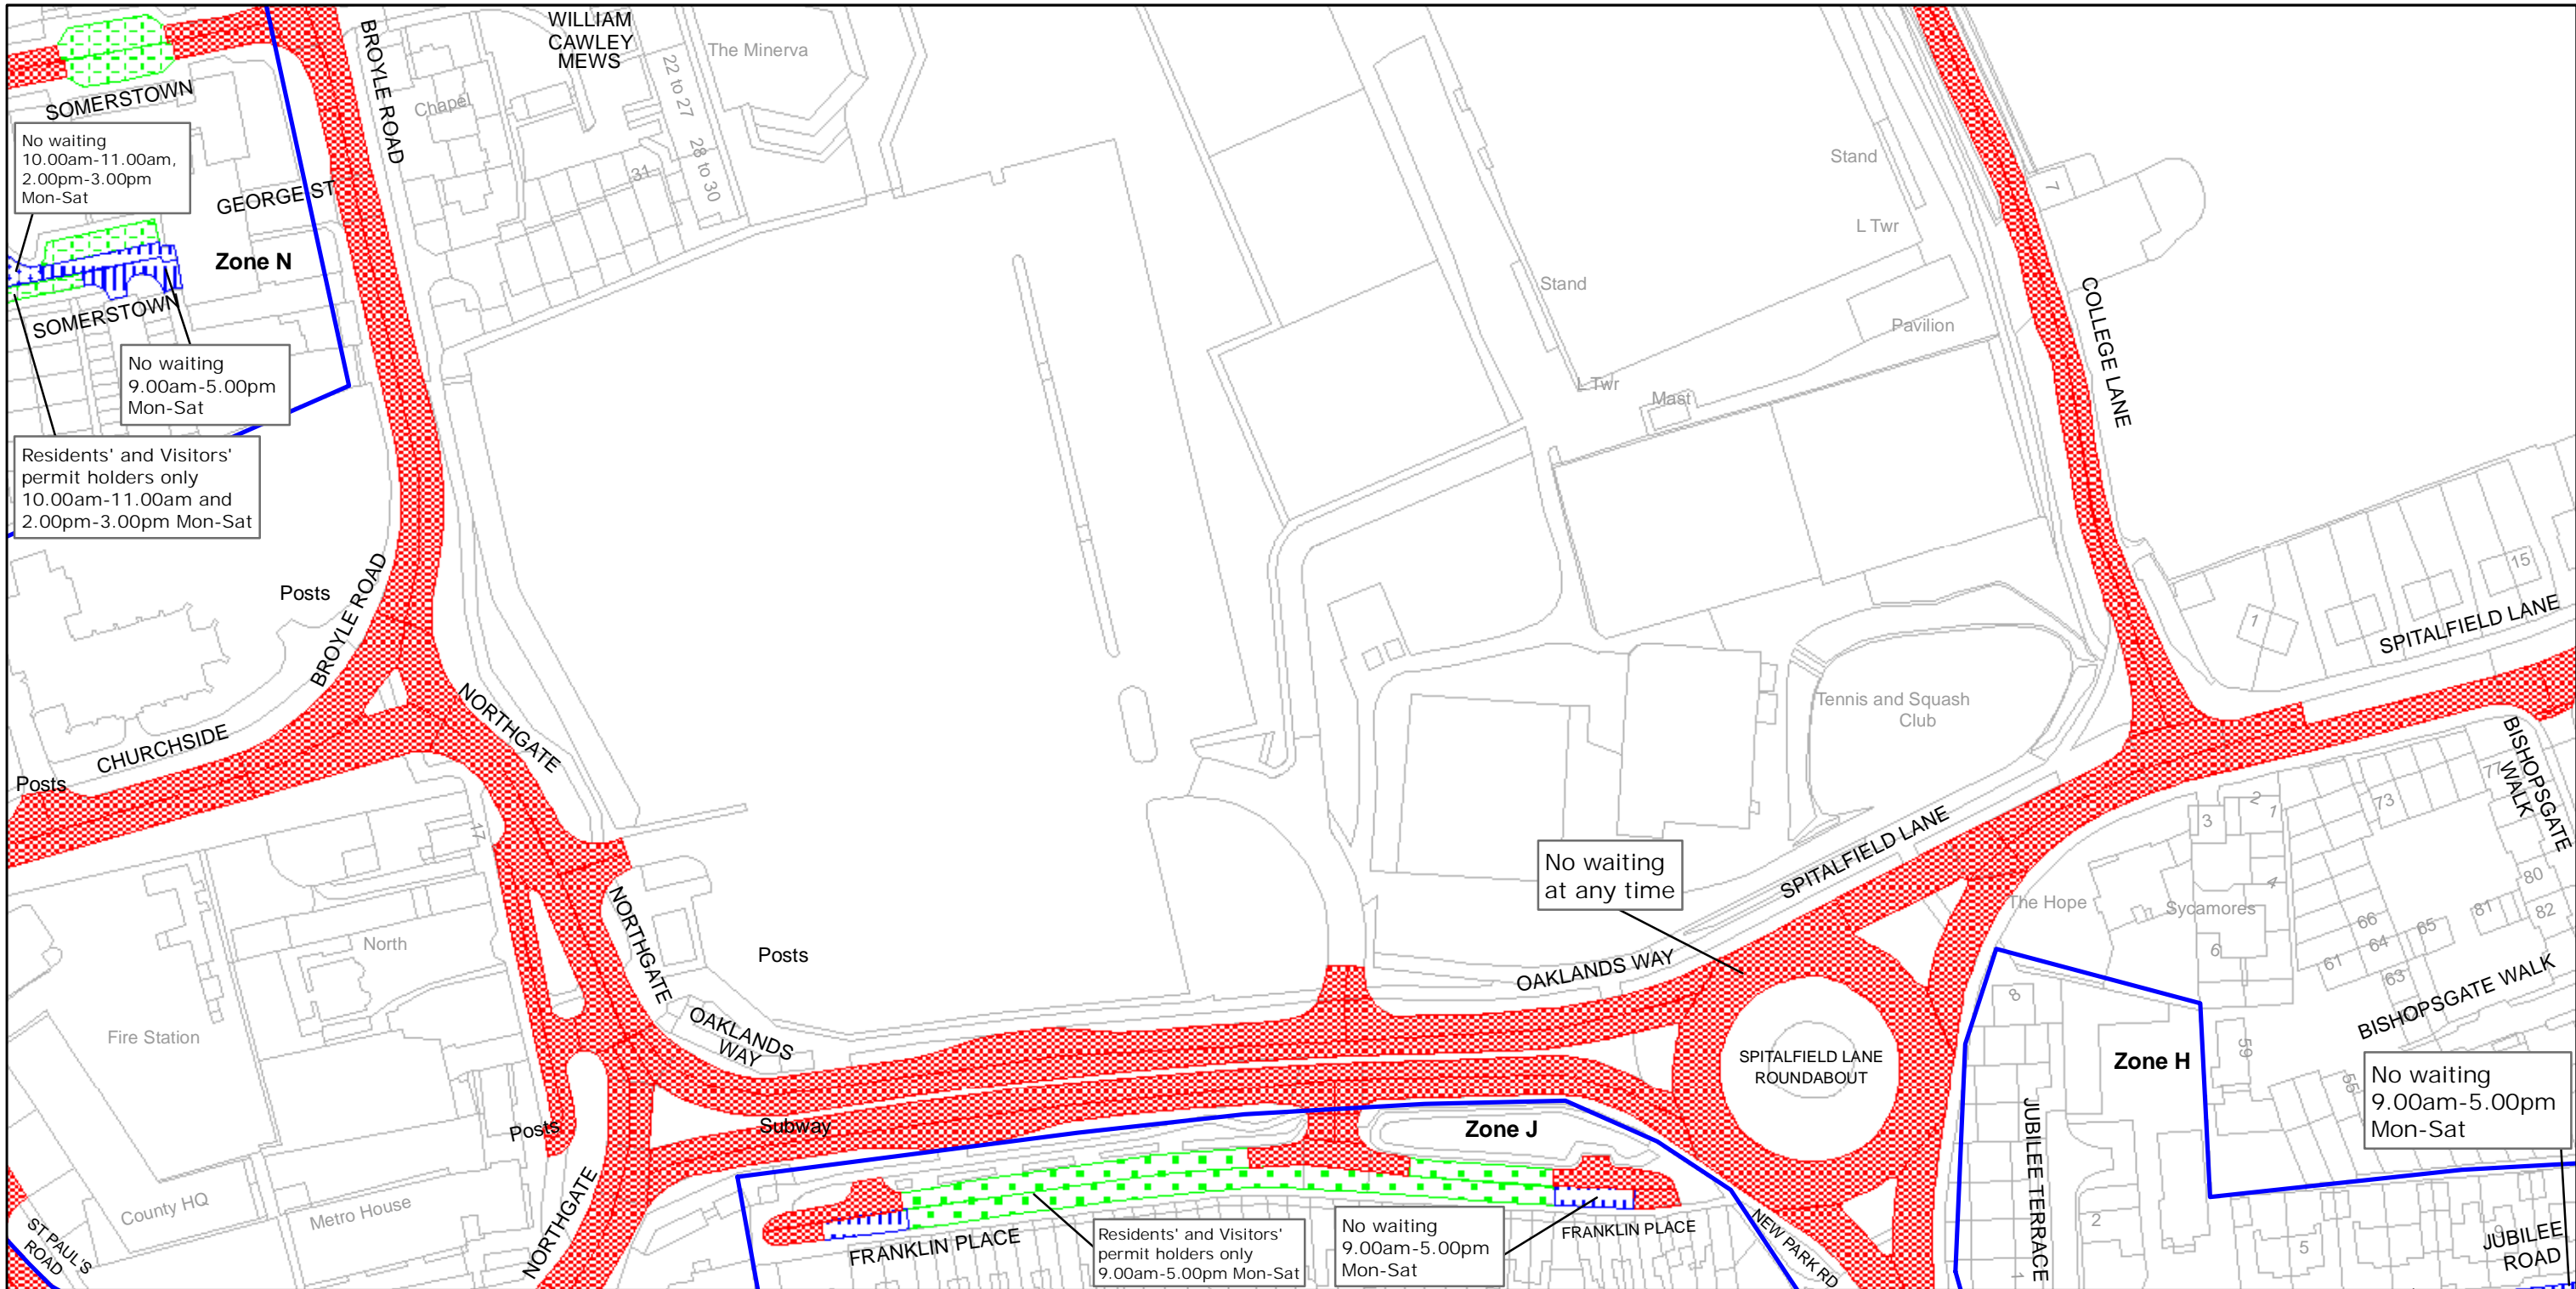 WILLIAM
CAWLEY
MEWS
The Minerva
BROYLE ROAD
SOMERSTOWN
Chapel
22 to 27
28 to 30
31
No waiting
10.00am-11.00am,
2.00pm-3.00pm
Mon-Sat
GEORGE ST
Zone N
SOMERSTOWN
No waiting
9.00am-5.00pm
Mon-Sat
Residents' and Visitors'
permit holders only
10.00am-11.00am and
2.00pm-3.00pm Mon-Sat
Stand
L Twr
7
Stand
Pavilion
COLLEGE LANE
L Twr
Mast
Posts
BROYLE ROAD
15
1
SPITALFIELD LANE
NORTHGATE
CHURCHSIDE
Posts
Tennis and Squash
Club
BISHOPSGATE
WALK
77
73
2
1
3
4
17
SPITALFIELD LANE
No waiting
at any time
NORTHGATE
North
Posts
The Hope
Sycamores
6
80
81
82
66
65
64
61
63
BISHOPSGATE WALK
OAKLANDS WAY
Fire Station
OAKLANDS
WAY
SPITALFIELD LANE
ROUNDABOUT
8
Zone H
59
55
No waiting
9.00am-5.00pm
Mon-Sat
Posts
Subway
Zone J
JUBILEE TERRACE
County HQ
Metro House
NORTHGATE
ST PAUL'S
ROAD
FRANKLIN PLACE
Residents' and Visitors'
permit holders only
9.00am-5.00pm Mon-Sat
No waiting
9.00am-5.00pm
Mon-Sat
FRANKLIN PLACE
NEW PARK RD
2
1
5
9
JUBILEE
ROAD